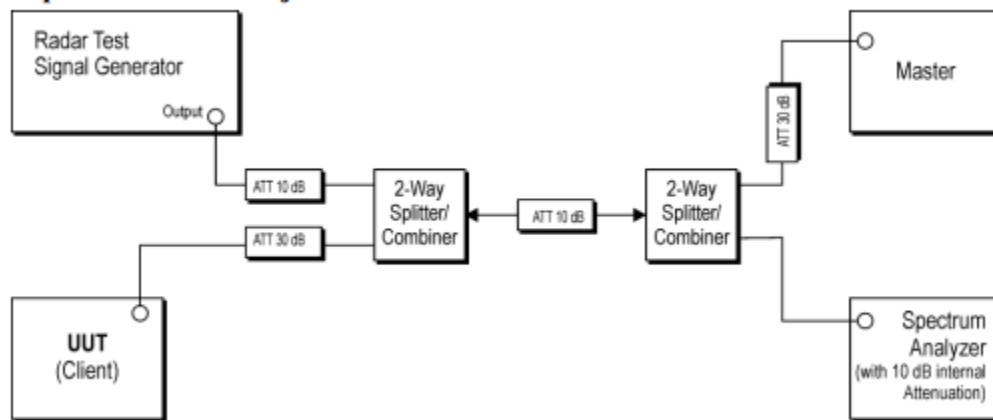 Radar Test
Signal Generator
Output
ATT 10 dB
ATT 30 dB
2-Way
Splitter/
Combiner
ATT 10 dB
2-Way
Splitter/
Combiner
ATT 30 dB
Master
UUT
(Client)
Spectrum
Analyzer
(with 10 dB internal
Attenuation)